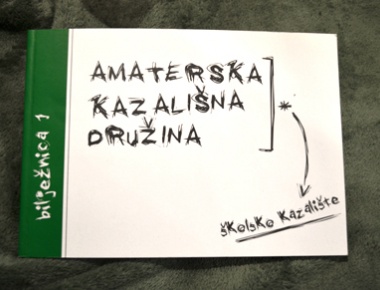 bilježnica 1
AMATERSKA
KAZALIŠNA
DRUŽINA
*
školsko kazalište